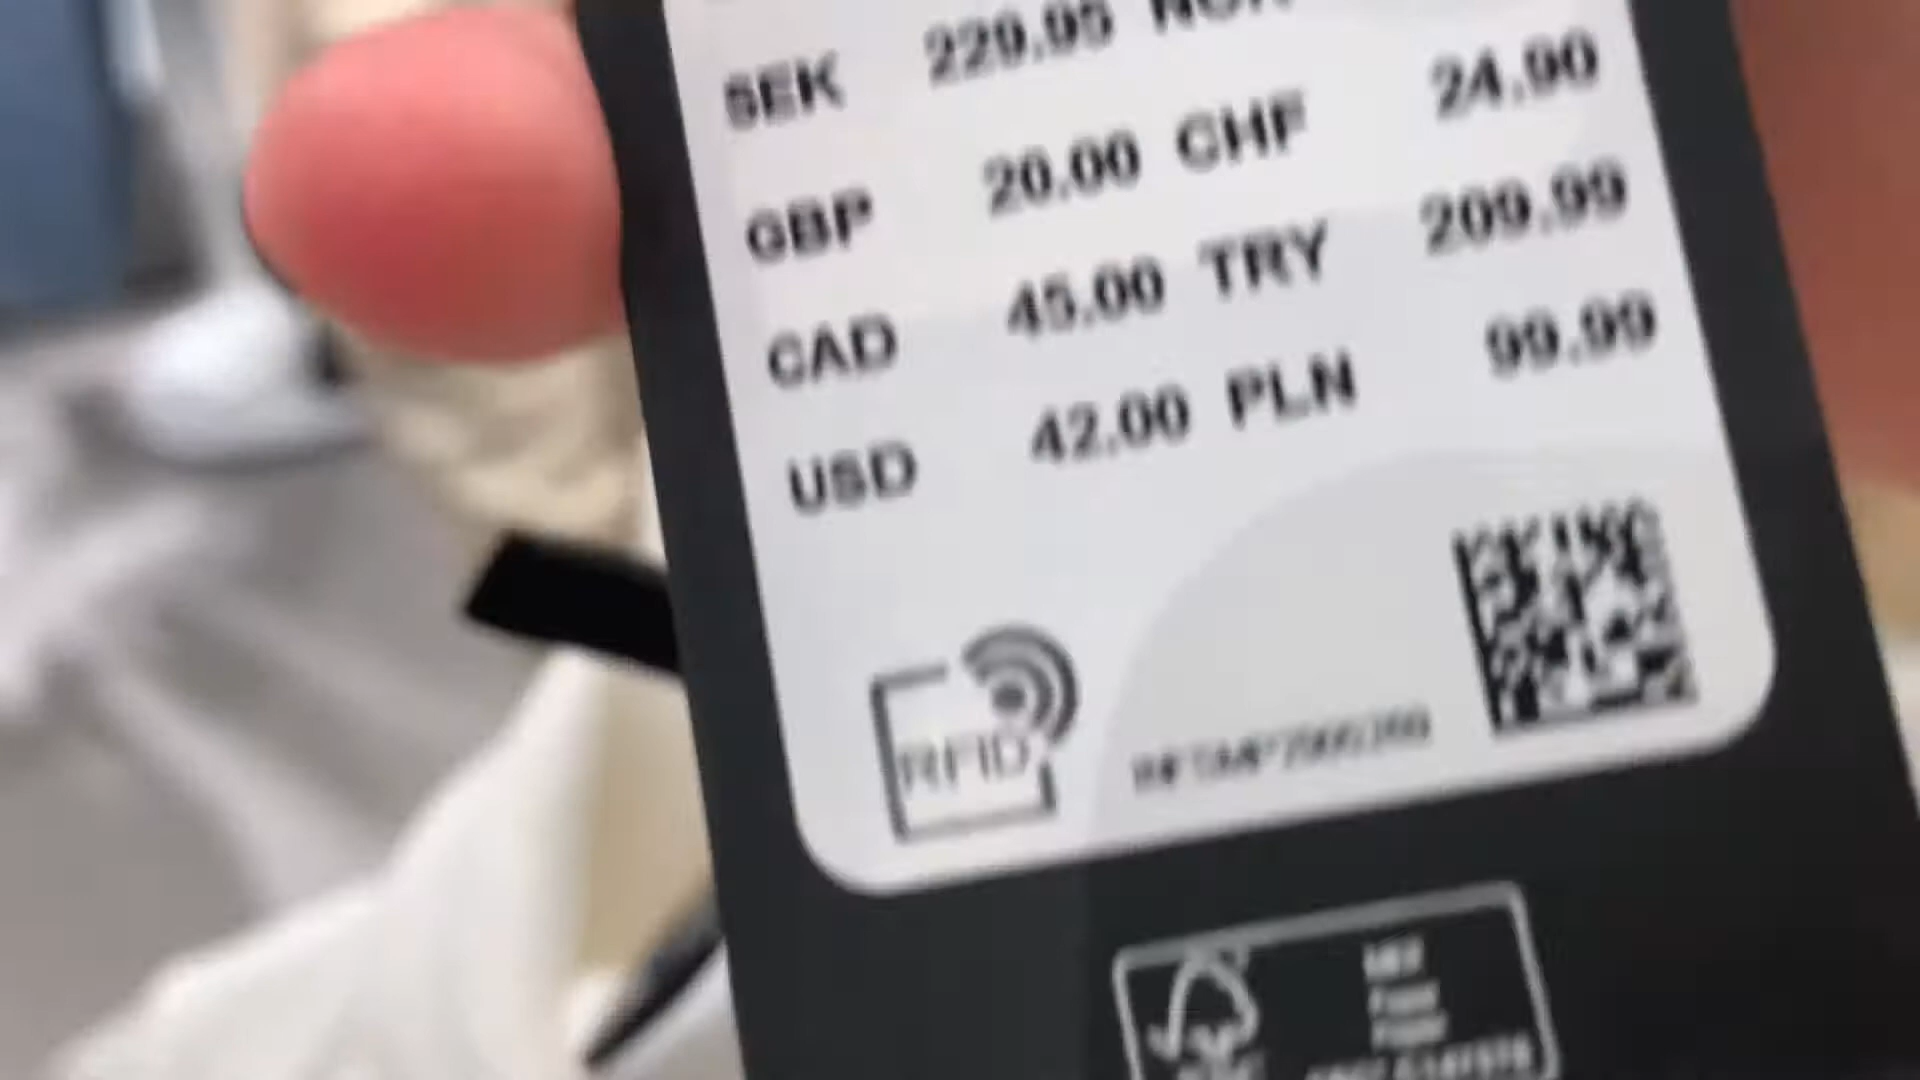 SEK 229.95 NOK
GBP 20.00 CHF 24.90
CAD 45.00 TRY 209.99
USD 42.00 PLN 99.99
RFID